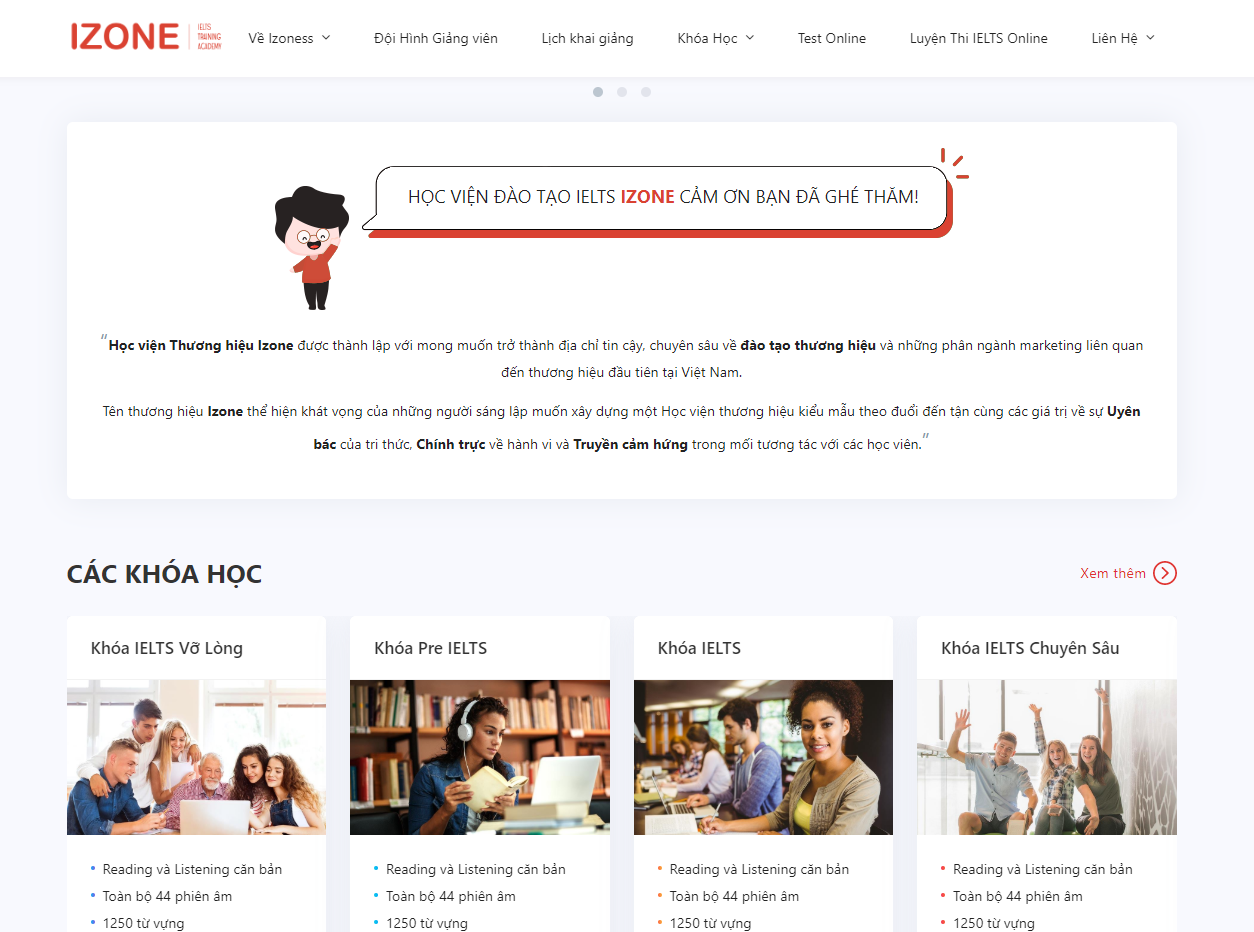 IZONE
IELTS
TRAINING
ACADEMY
Về Izoness
Đội Hình Giảng viên
Lịch khai giảng
Khóa Học
Test Online
Luyện Thi IELTS Online
Liên Hệ
HỌC VIỆN ĐÀO TẠO IELTS IZONE CẢM ƠN BẠN ĐÃ GHÉ THĂM!
"Học viện Thương hiệu Izone được thành lập với mong muốn trở thành địa chỉ tin cậy, chuyên sâu về đào tạo thương hiệu và những phân ngành marketing liên quan
đến thương hiệu đầu tiên tại Việt Nam.
Tên thương hiệu Izone thể hiện khát vọng của những người sáng lập muốn xây dựng một Học viện thương hiệu kiểu mẫu theo đuổi đến tận cùng các giá trị về sự Uyên
bác của tri thức, Chính trực về hành vi và Truyền cảm hứng trong mối tương tác với các học viên."
CÁC KHÓA HỌC
Xem thêm
Khóa IELTS Vỡ Lòng
Reading và Listening căn bản
Toàn bộ 44 phiên âm
1250 từ vựng
Khóa Pre IELTS
Reading và Listening căn bản
Toàn bộ 44 phiên âm
1250 từ vựng
Khóa IELTS
Reading và Listening căn bản
Toàn bộ 44 phiên âm
1250 từ vựng
Khóa IELTS Chuyên Sâu
Reading và Listening căn bản
Toàn bộ 44 phiên âm
1250 từ vựng